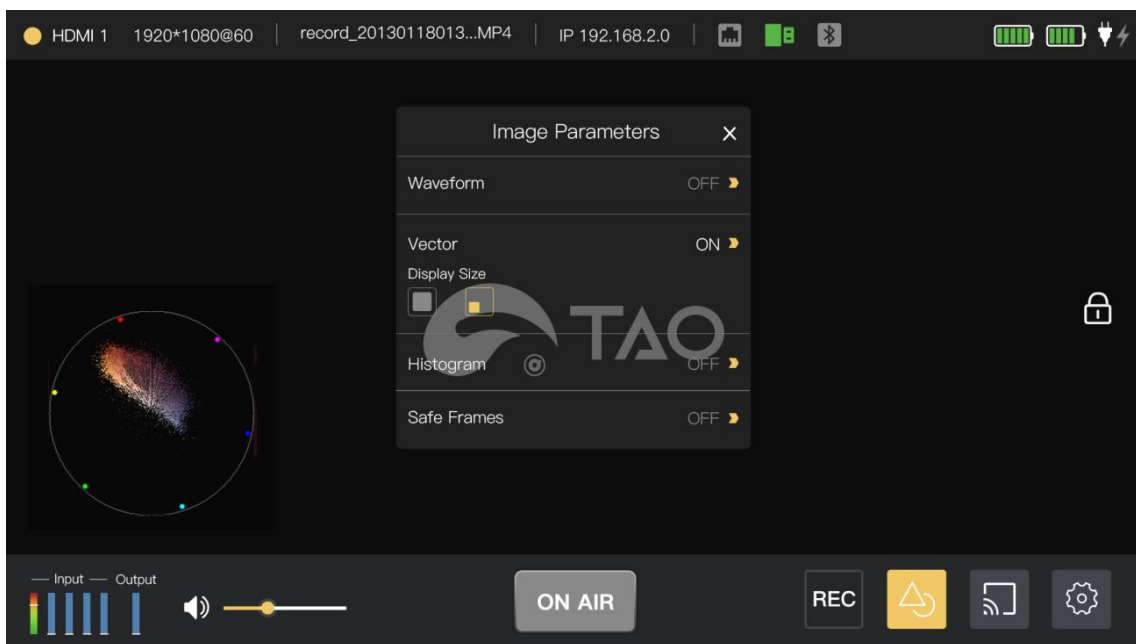 HDMI 1 1920*1080@60 record_20130118013...MP4 IP 192.168.2.0
Image Parameters
Waveform OFF
Vector ON
Display Size
TAO
Histogram OFF
Safe Frames OFF
Input Output
ON AIR
REC